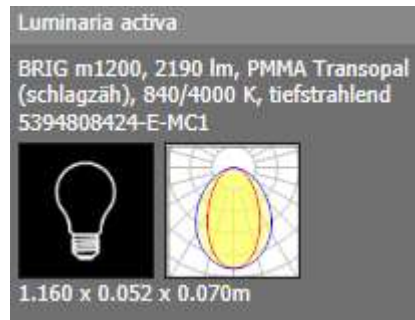 Luminaria activa
BRIG m1200, 2190 lm, PMMA Transopal
(schlagzäh), 840/4000 K, tiefstrahlend
5394808424-E-MC1
1.160 x 0.052 x 0.070m